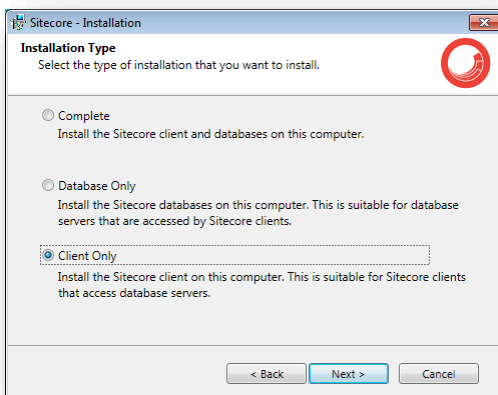 Sitecore - Installation
Installation Type
Select the type of installation that you want to install.
Complete
Install the Sitecore client and databases on this computer.
Database Only
Install the Sitecore databases on this computer. This is suitable for database
servers that are accessed by Sitecore clients.
Client Only
Install the Sitecore client on this computer. This is suitable for Sitecore clients
that access database servers.
< Back Next > Cancel